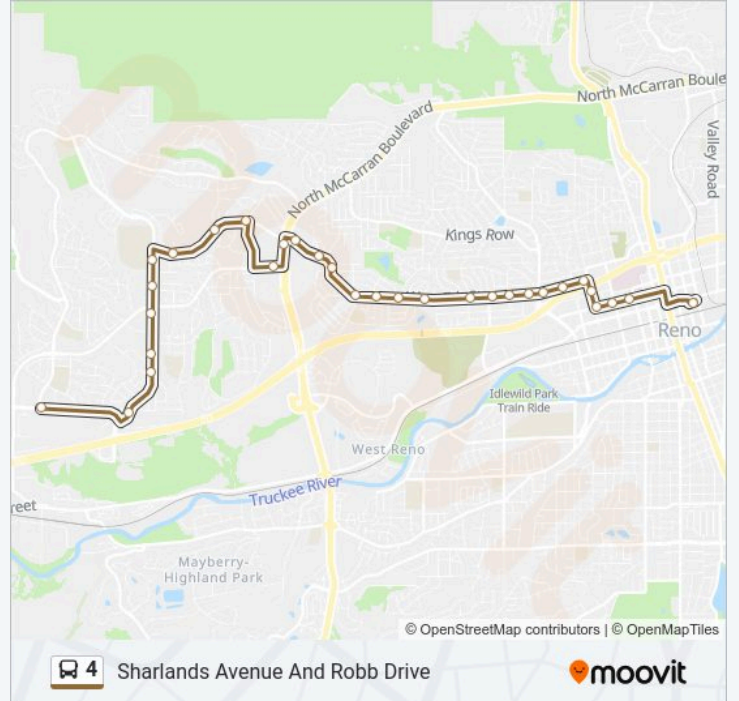 North McCarran Boule
North McCarran Boulevard
Valley Road
Kings Row
Reno
Idlewild Park
Train Ride
West Reno
Truckee River
reet
Mayberry-
Highland Park
© OpenStreetMap contributors | © OpenMapTiles
4 Sharlands Avenue And Robb Drive
moovit